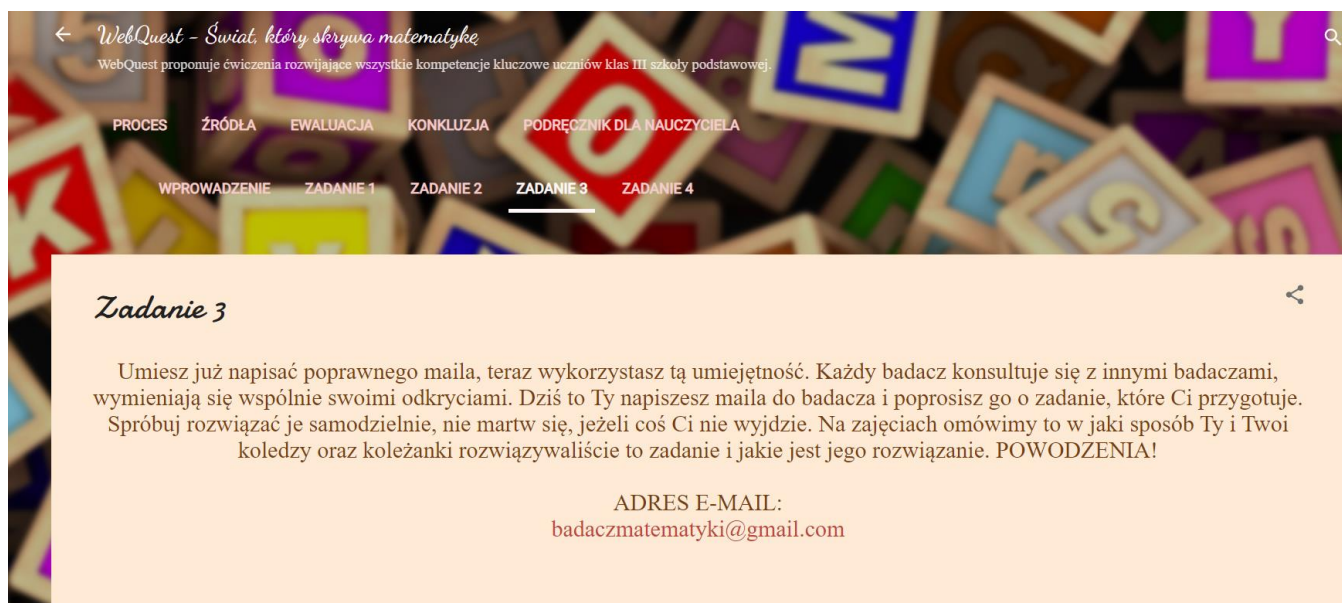 WebQuest - Świat, który skrywa matematykę
WebQuest proponuje ćwiczenia rozwijające wszystkie kompetencje kluczowe uczniów klas III szkoły podstawowej.
PROCES ŹRÓDŁA EWALUACJA KONKLUZJA PODRĘCZNIK DLA NAUCZYCIELA
WPROWADZENIE ZADANIE 1 ZADANIE 2 ZADANIE 3 ZADANIE 4
Zadanie 3
Umiesz już napisać poprawnego maila, teraz wykorzystasz tą umiejętność. Każdy badacz konsultuje się z innymi badaczami,
wymieniają się wspólnie swoimi odkryciami. Dziś to Ty napiszesz maila do badacza i poprosisz go o zadanie, które Ci przygotuje.
Spróbuj rozwiązać je samodzielnie, nie martw się, jeżeli coś Ci nie wyjdzie. Na zajęciach omówimy to w jaki sposób Ty i Twoi
koledzy oraz koleżanki rozwiązywaliście to zadanie i jakie jest jego rozwiązanie. POWODZENIA!
ADRES E-MAIL:
badaczmatematyki@gmail.com